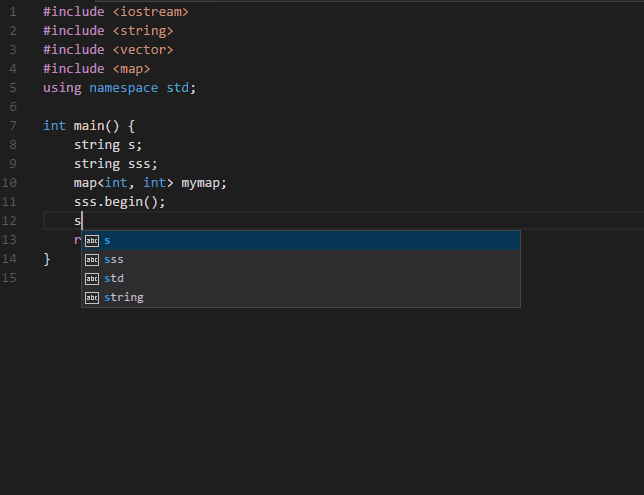 1 #include <iostream>
2 #include <string>
3 #include <vector>
4 #include <map>
5 using namespace std;
6
7 int main() {
8 string s;
9 string sss;
10 map<int, int> mymap;
11 sss.begin();
12 s
13 r
abc s
14 }
abc sss
15
abc std
abc string